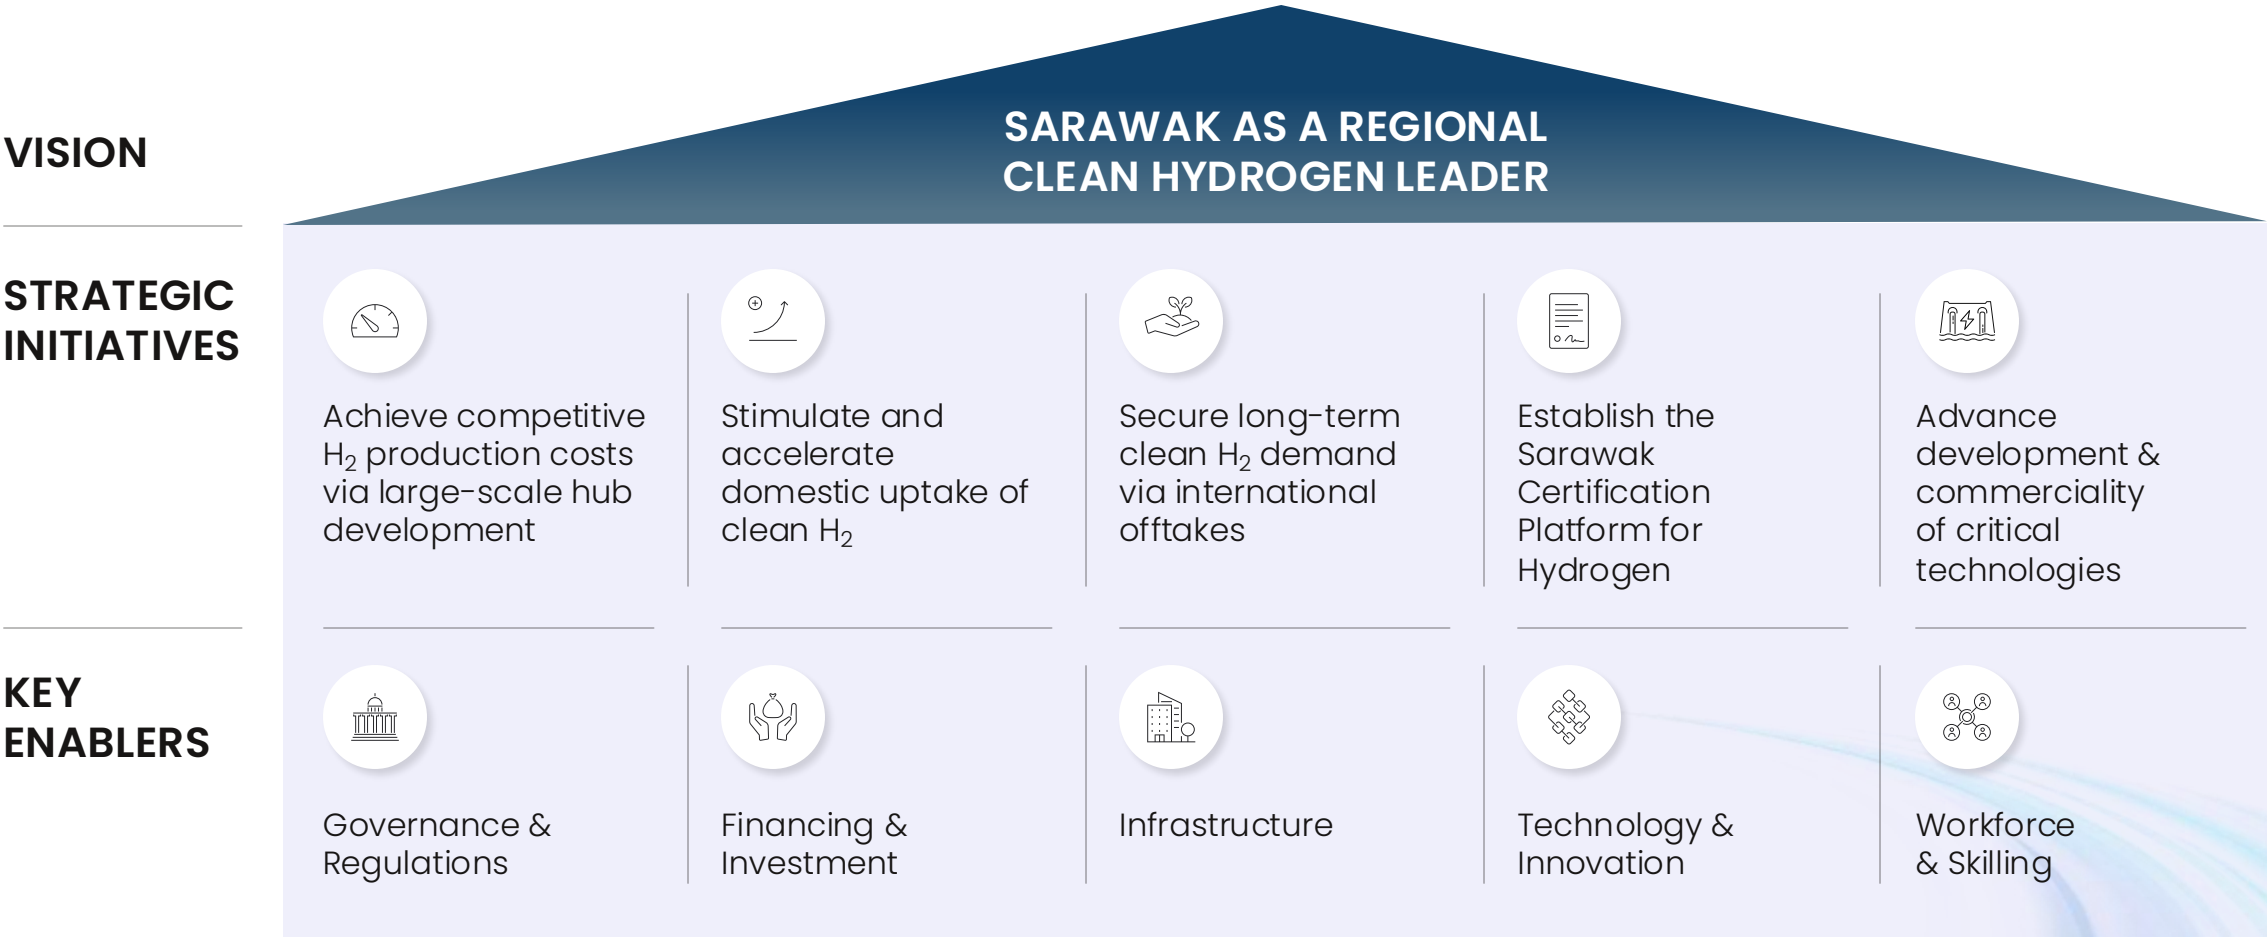 VISION
SARAWAK AS A REGIONAL
CLEAN HYDROGEN LEADER
STRATEGIC
INITIATIVES
Achieve competitive
H₂ production costs
via large-scale hub
development
Stimulate and
accelerate
domestic uptake of
clean H₂
Secure long-term
clean H₂ demand
via international
offtakes
Establish the
Sarawak
Certification
Platform for
Hydrogen
Advance
development &
commerciality
of critical
technologies
KEY
ENABLERS
Governance &
Regulations
Financing &
Investment
Infrastructure
Technology &
Innovation
Workforce
& Skilling